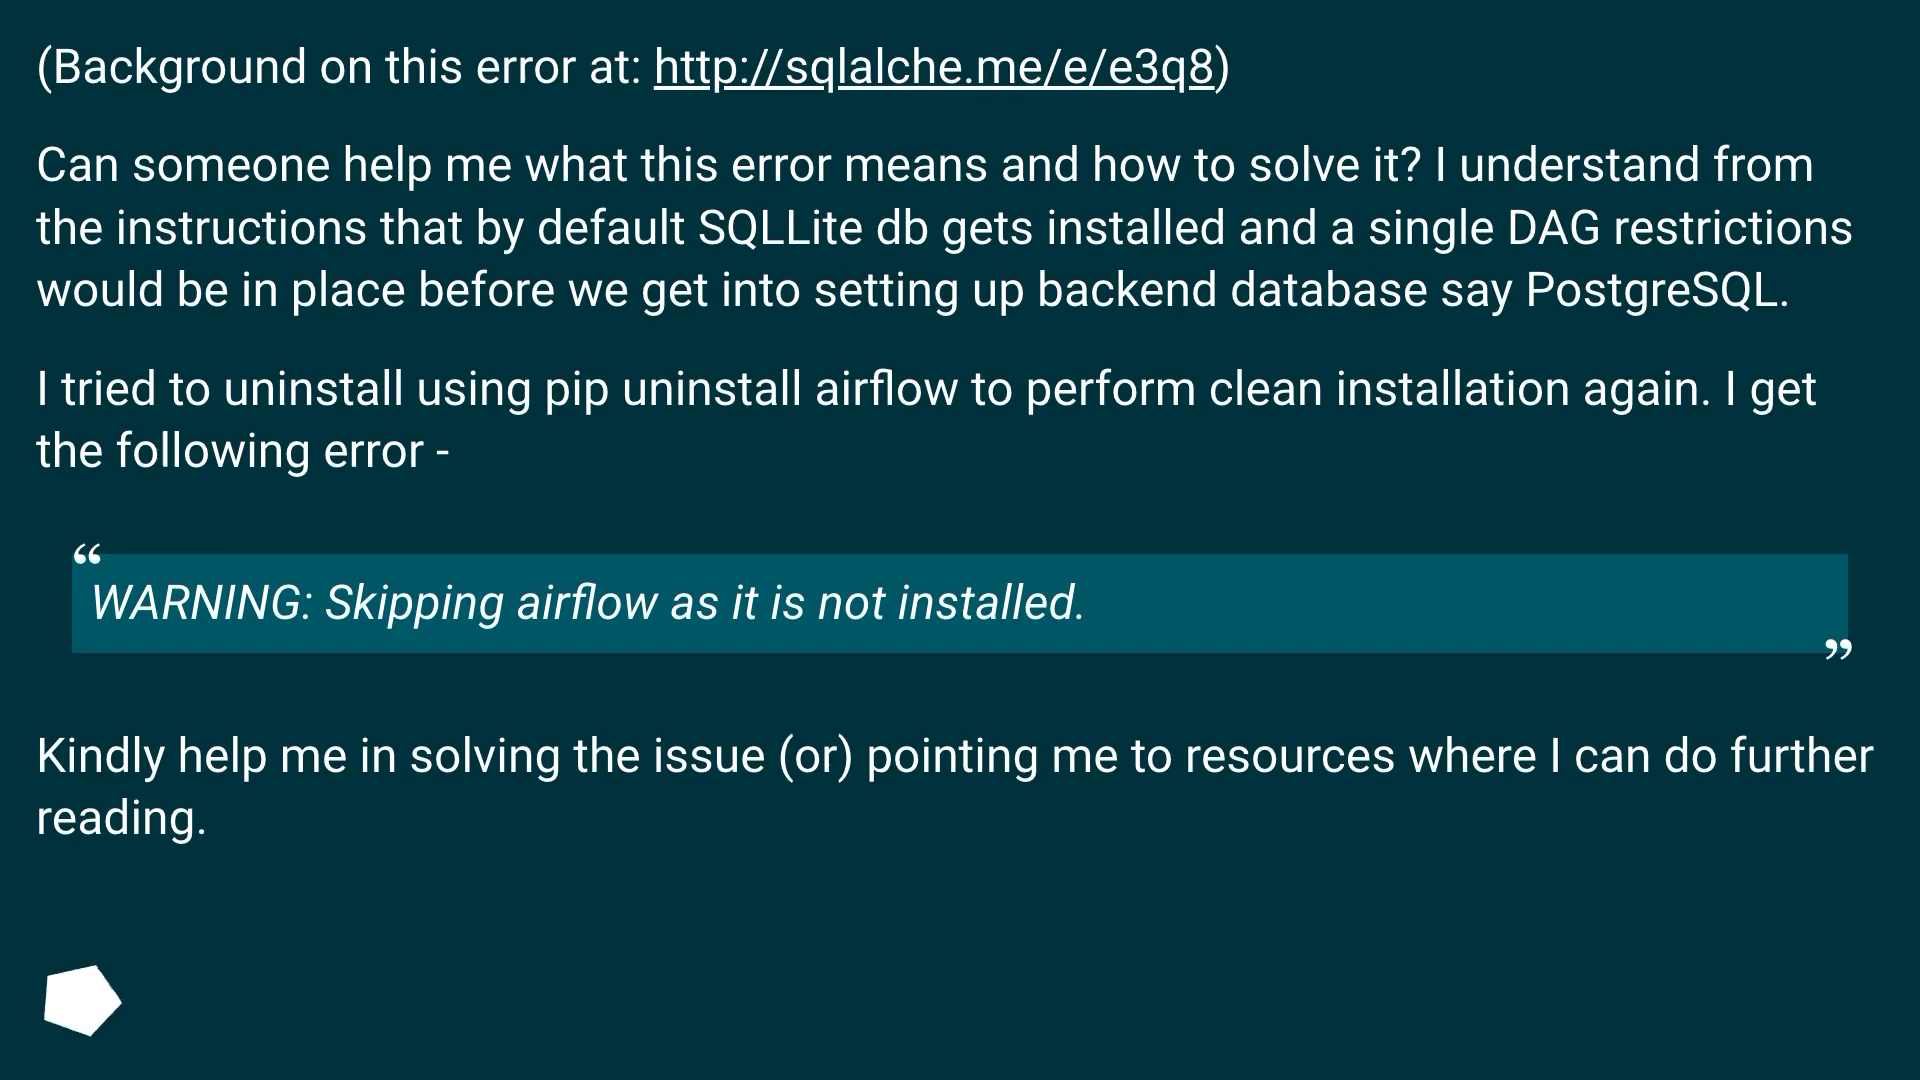 (Background on this error at: http://sqlalche.me/e/e3q8)
Can someone help me what this error means and how to solve it? I understand from
the instructions that by default SQLLite db gets installed and a single DAG restrictions
would be in place before we get into setting up backend database say PostgreSQL.
I tried to uninstall using pip uninstall airflow to perform clean installation again. I get
the following error -
“
WARNING: Skipping airflow as it is not installed.
”
Kindly help me in solving the issue (or) pointing me to resources where I can do further
reading.